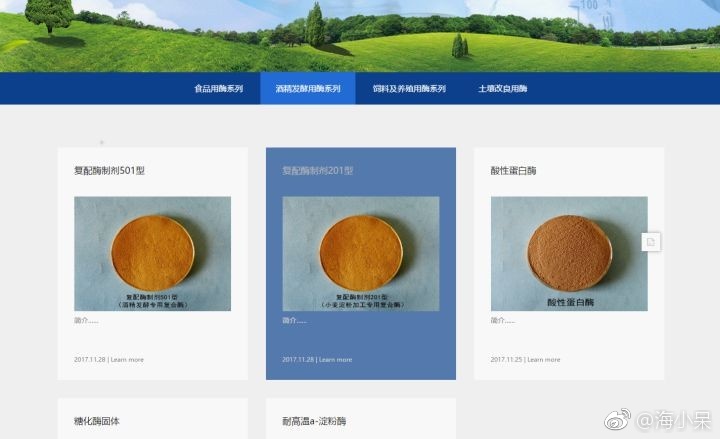 100
食品用酶系列
酒精发酵用酶系列
饲料及养殖用酶系列
土壤改良用酶
复配酶制剂501型
复配酶制剂501型
(酒精发酵专用复合酶)
简介......
2017.11.28 | Learn more
复配酶制剂201型
复配酶制剂201型
(小麦淀粉加工专用复合酶)
简介......
2017.11.28 | Learn more
酸性蛋白酶
酸性蛋白酶
简介......
2017.11.25 | Learn more
糖化酶固体
耐高温a-淀粉酶
@海小呆